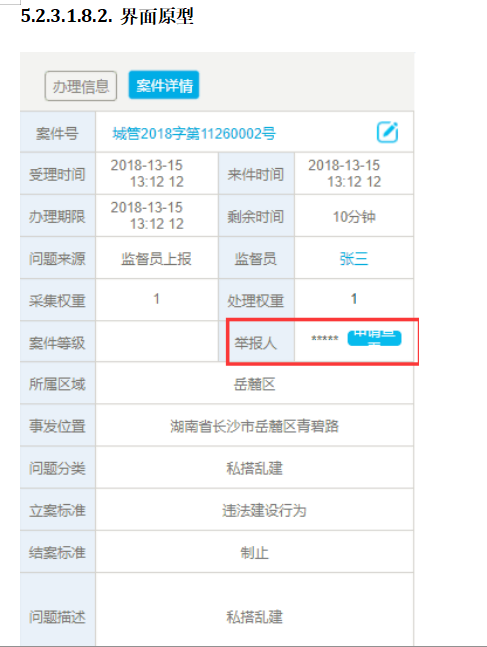 5.2.3.1.8.2. 界面原型
办理信息 案件详情
案件号 城管2018字第11260002号
受理时间 2018-13-15 13:12 12 来件时间 2018-13-15 13:12 12
办理期限 2018-13-15 13:12 12 剩余时间 10分钟
问题来源 监督员上报 监督员 张三
采集权重 1 处理权重 1
案件等级 举报人 *****
所属区域 岳麓区
事发位置 湖南省长沙市岳麓区青碧路
问题分类 私搭乱建
立案标准 违法建设行为
结案标准 制止
问题描述 私搭乱建